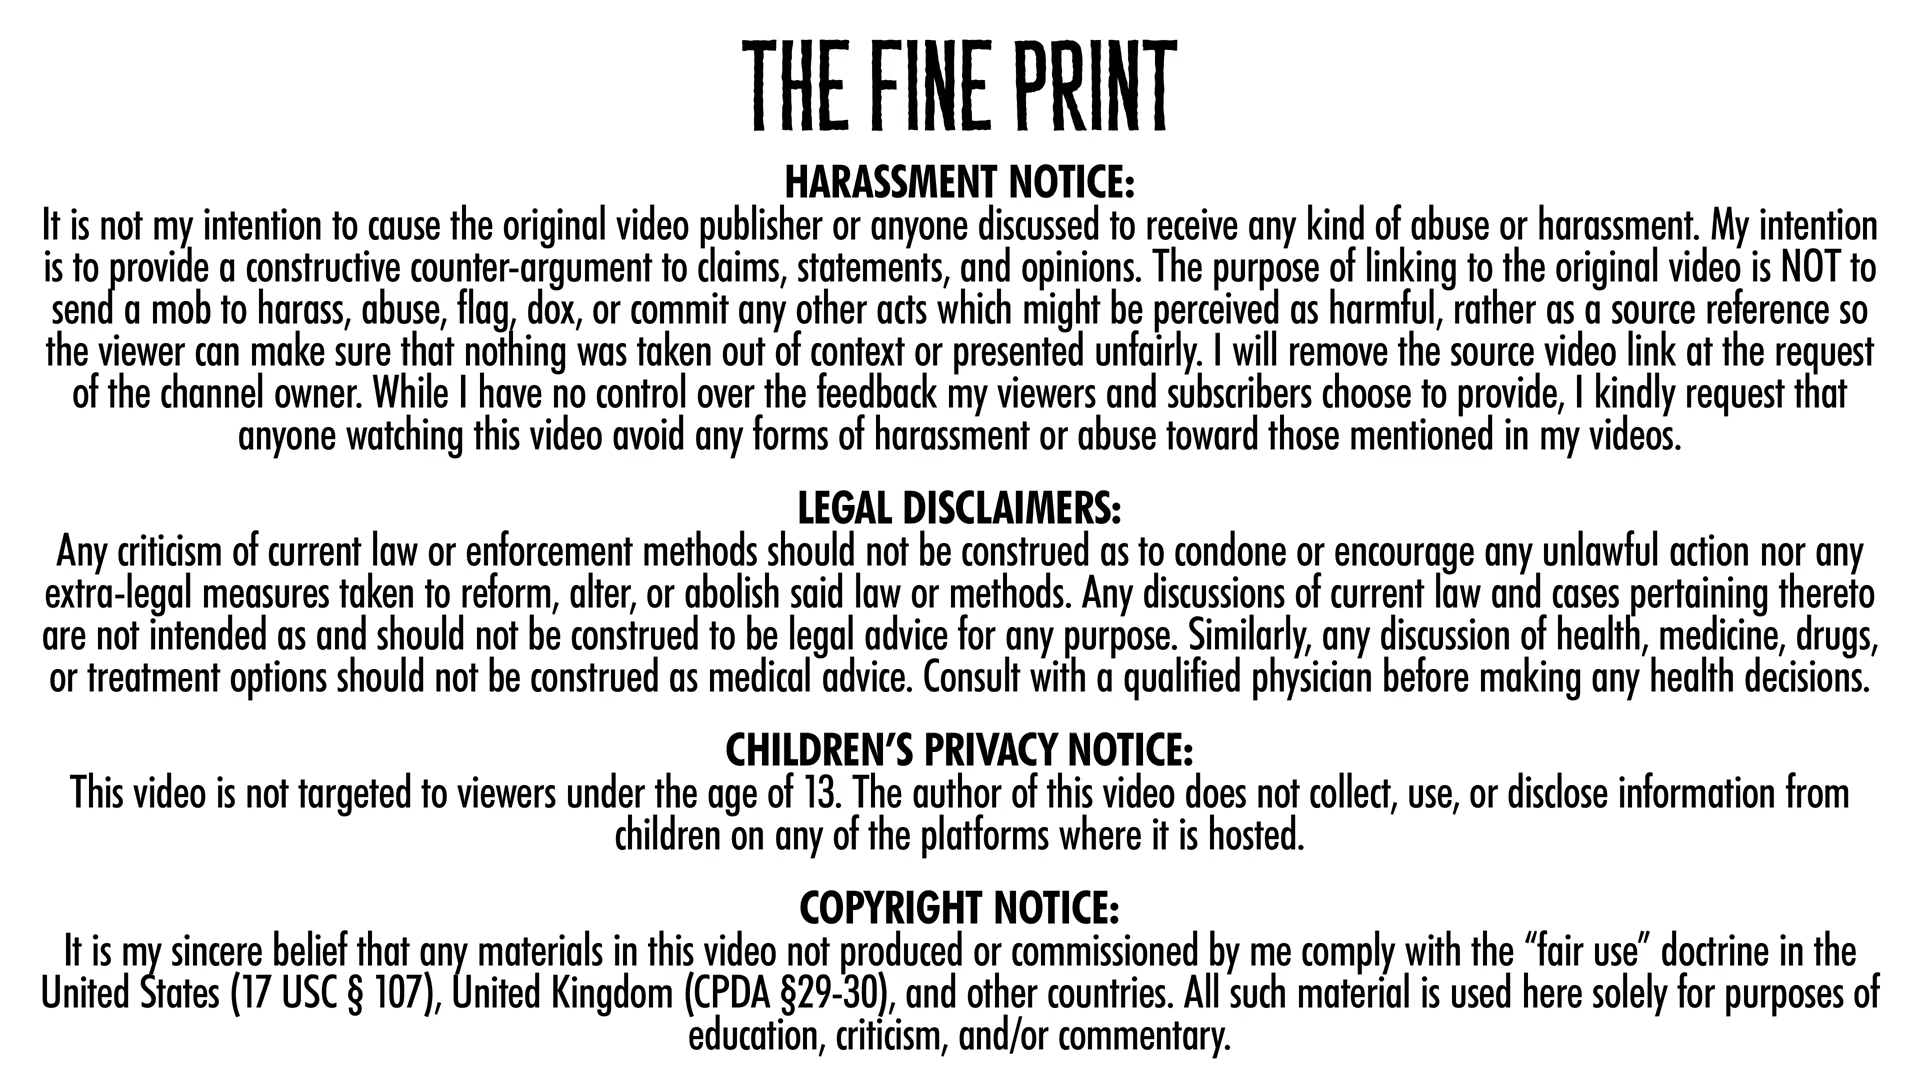 THE FINE PRINT
HARASSMENT NOTICE:
It is not my intention to cause the original video publisher or anyone discussed to receive any kind of abuse or harassment. My intention
is to provide a constructive counter-argument to claims, statements, and opinions. The purpose of linking to the original video is NOT to
send a mob to harass, abuse, flag, dox, or commit any other acts which might be perceived as harmful, rather as a source reference so
the viewer can make sure that nothing was taken out of context or presented unfairly. I will remove the source video link at the request
of the channel owner. While I have no control over the feedback my viewers and subscribers choose to provide, I kindly request that
anyone watching this video avoid any forms of harassment or abuse toward those mentioned in my videos.
LEGAL DISCLAIMERS:
Any criticism of current law or enforcement methods should not be construed as to condone or encourage any unlawful action nor any
extra-legal measures taken to reform, alter, or abolish said law or methods. Any discussions of current law and cases pertaining thereto
are not intended as and should not be construed to be legal advice for any purpose. Similarly, any discussion of health, medicine, drugs,
or treatment options should not be construed as medical advice. Consult with a qualified physician before making any health decisions.
CHILDREN’S PRIVACY NOTICE:
This video is not targeted to viewers under the age of 13. The author of this video does not collect, use, or disclose information from
children on any of the platforms where it is hosted.
COPYRIGHT NOTICE:
It is my sincere belief that any materials in this video not produced or commissioned by me comply with the “fair use” doctrine in the
United States (17 USC § 107), United Kingdom (CPDA §29-30), and other countries. All such material is used here solely for purposes of
education, criticism, and/or commentary.